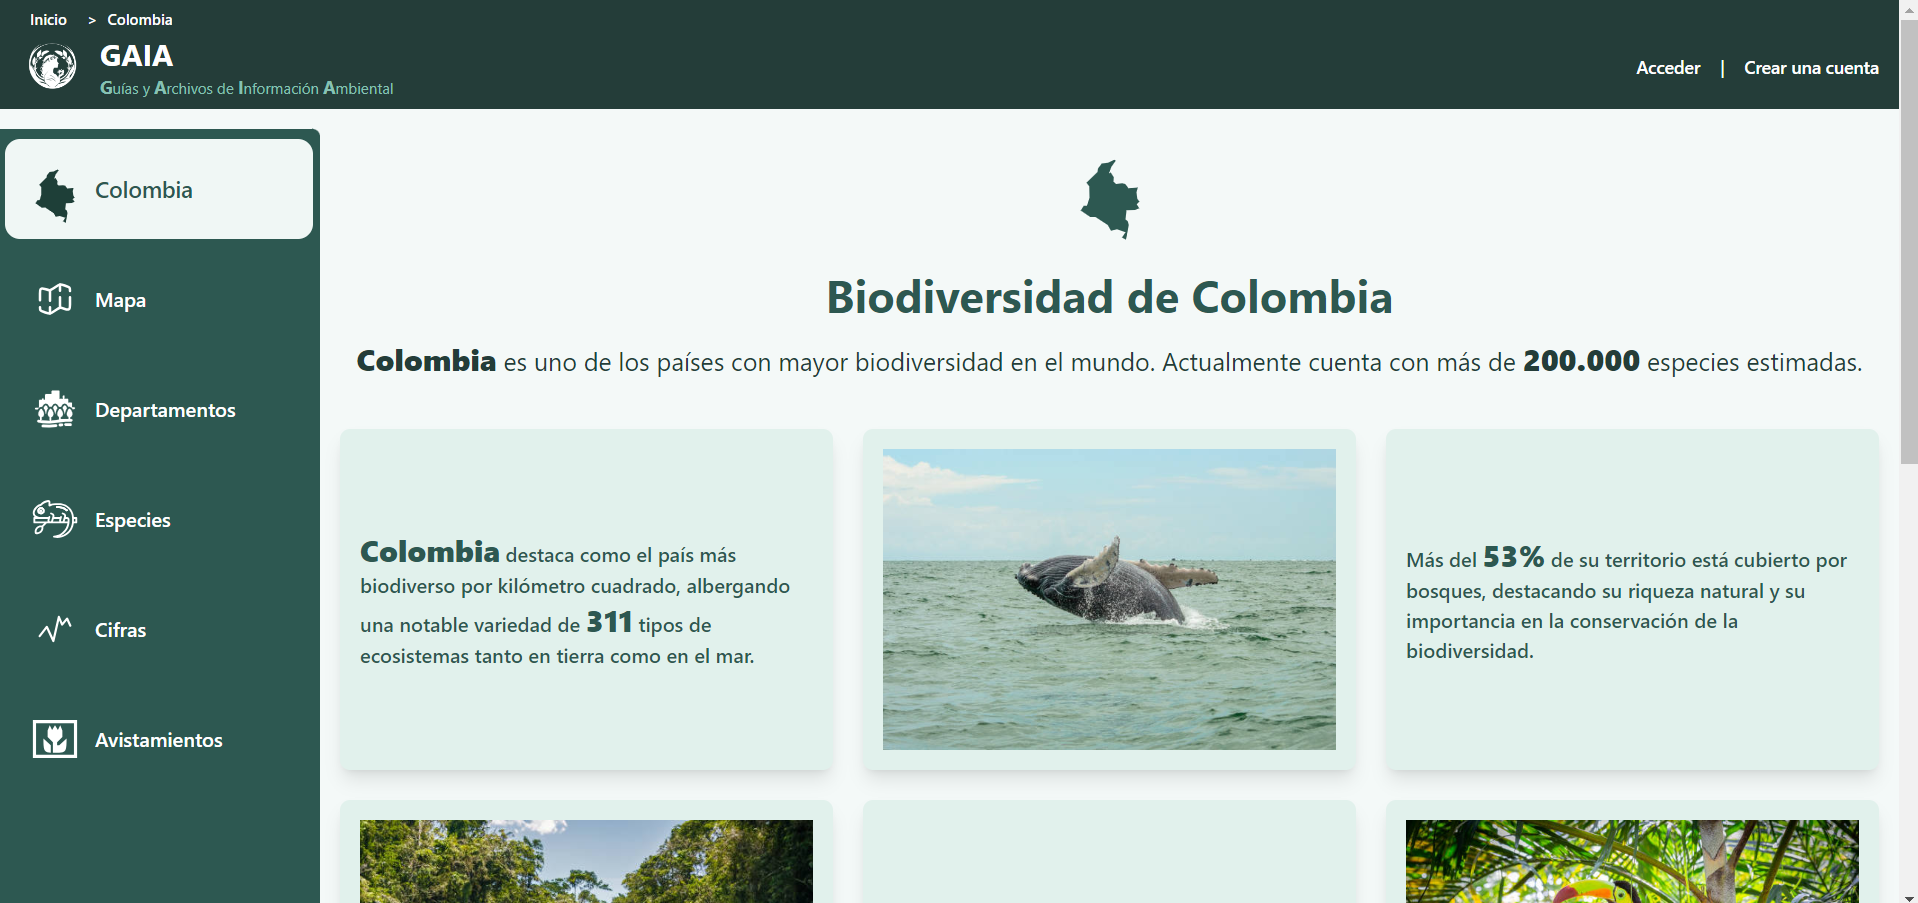 Inicio > Colombia
GAIA
Guías y Archivos de Información Ambiental
Acceder | Crear una cuenta
Colombia
Mapa
Departamentos
Especies
Cifras
Avistamientos
Biodiversidad de Colombia
Colombia es uno de los países con mayor biodiversidad en el mundo. Actualmente cuenta con más de 200.000 especies estimadas.
Colombia destaca como el país más
biodiverso por kilómetro cuadrado, albergando
una notable variedad de 311 tipos de
ecosistemas tanto en tierra como en el mar.
Más del 53% de su territorio está cubierto por
bosques, destacando su riqueza natural y su
importancia en la conservación de la
biodiversidad.